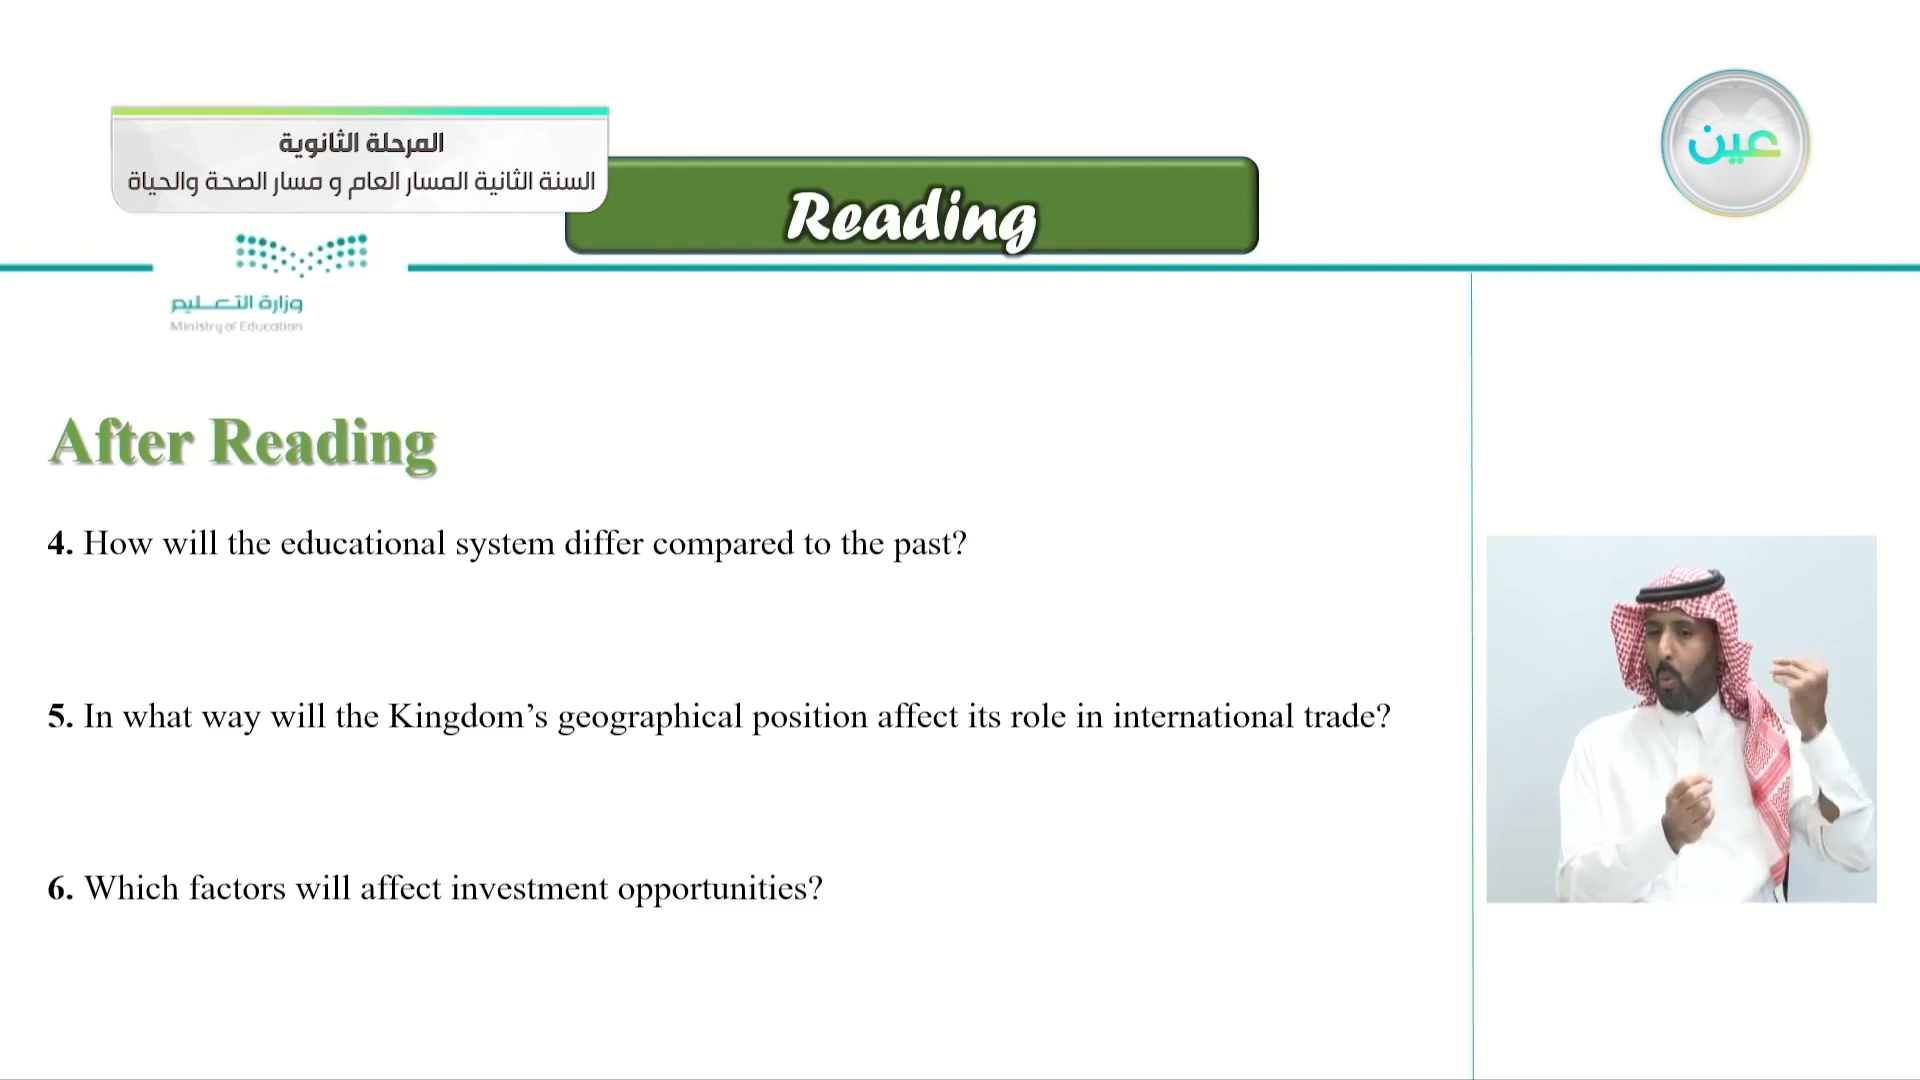 المرحلة الثانوية
السنة الثانية المسار العام و مسار الصحة والحياة
Reading
عين
وزارة التعليم
Ministry of Education
After Reading
4. How will the educational system differ compared to the past?
5. In what way will the Kingdom’s geographical position affect its role in international trade?
6. Which factors will affect investment opportunities?